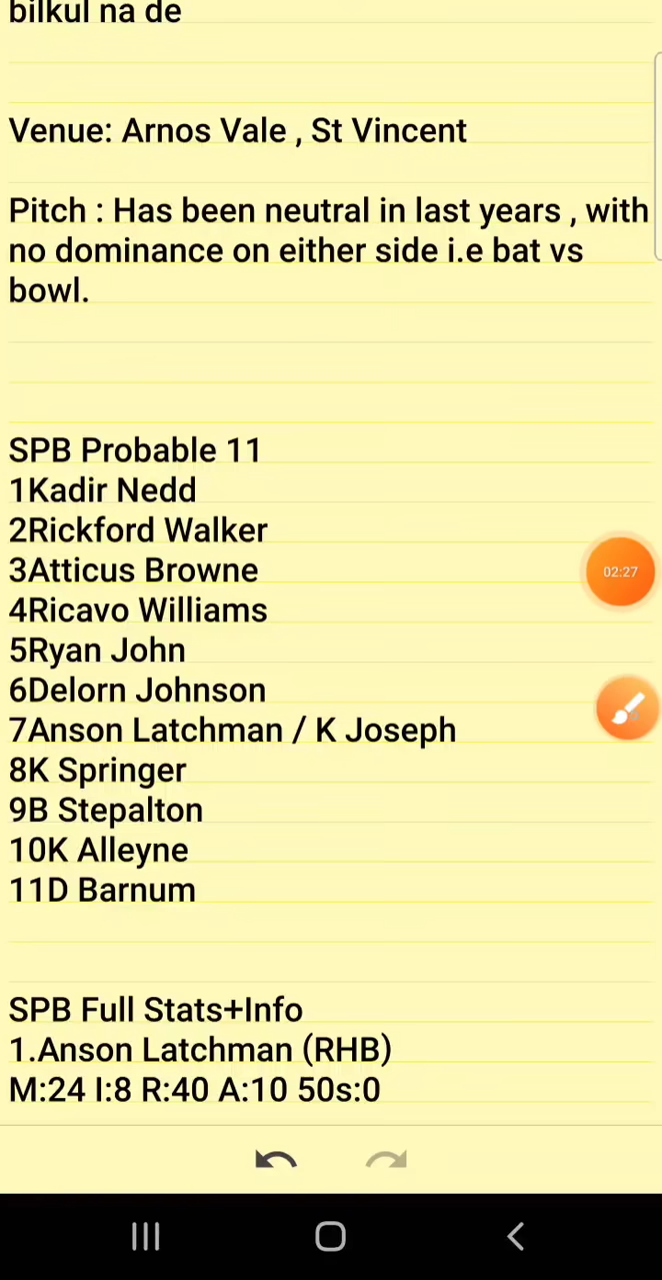 bilkul na de
Venue: Arnos Vale , St Vincent
Pitch : Has been neutral in last years , with
no dominance on either side i.e bat vs
bowl.
SPB Probable 11
1Kadir Nedd
2Rickford Walker
3Atticus Browne
4Ricavo Williams
5Ryan John
6Delorn Johnson
7Anson Latchman / K Joseph
8K Springer
9B Stepalton
10K Alleyne
11D Barnum
SPB Full Stats+Info
1.Anson Latchman (RHB)
M:24 I:8 R:40 A:10 50s:0
02:27